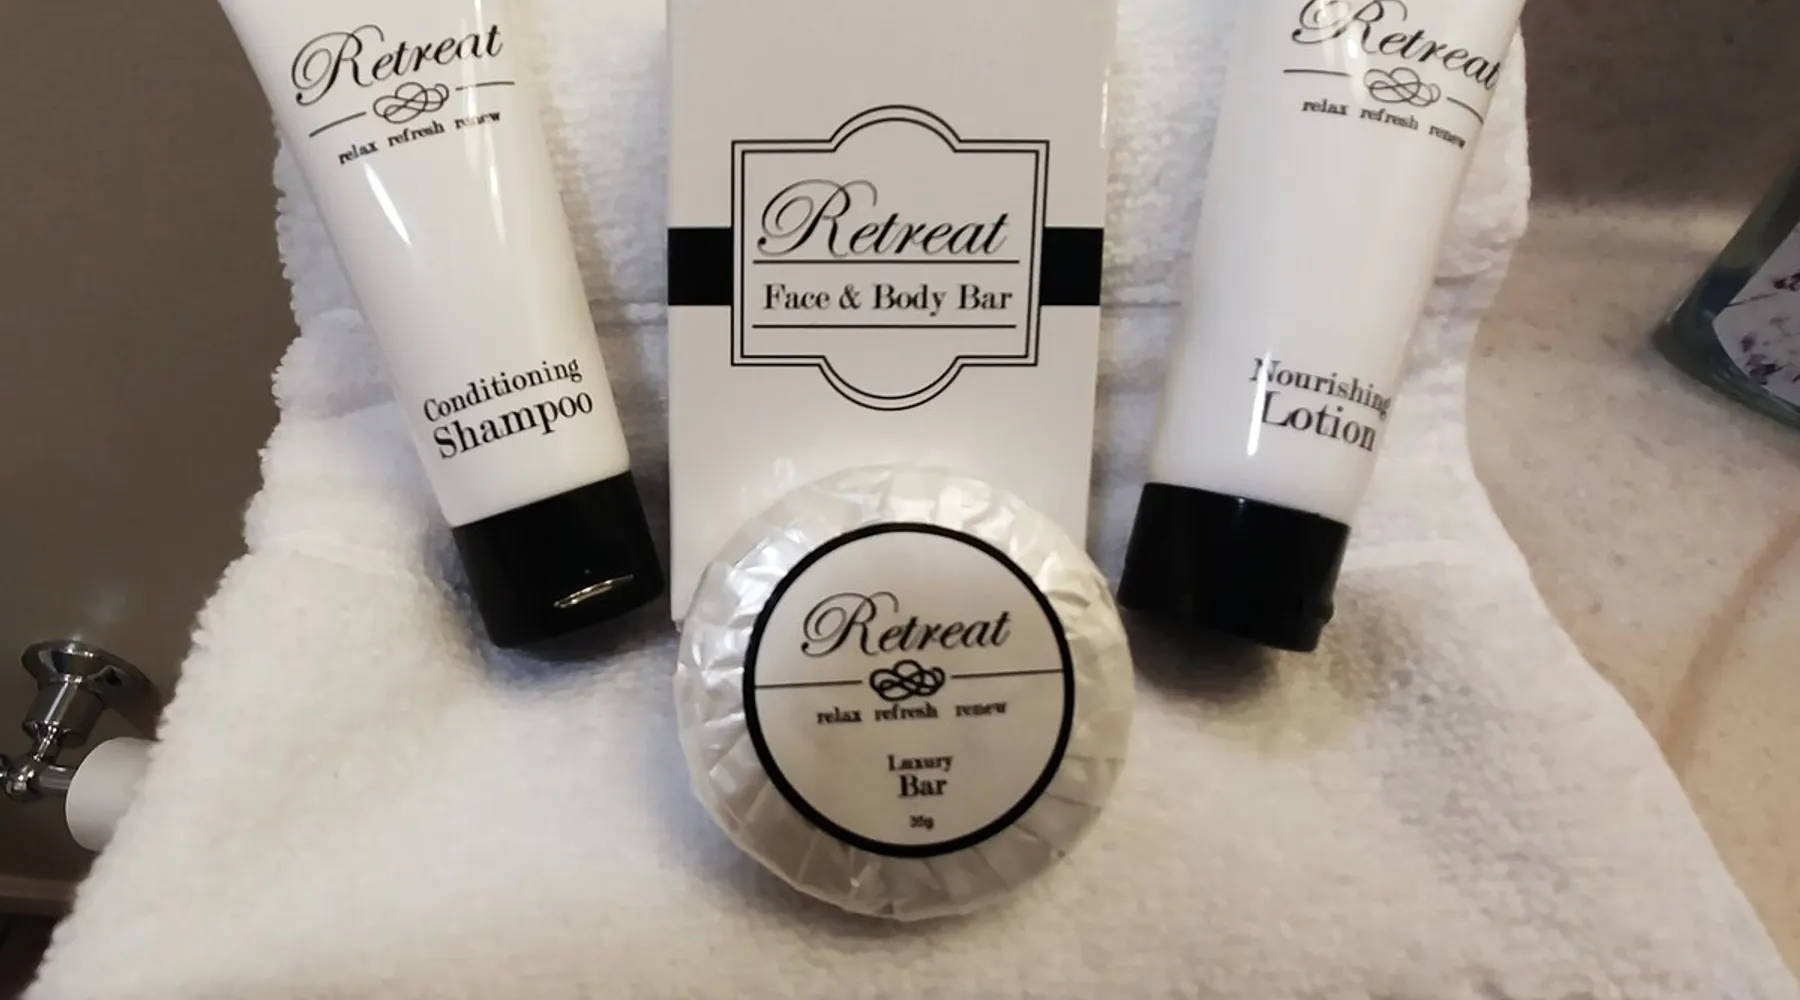 Retreat
relax refresh renew
Conditioning
Shampoo
Retreat
Face & Body Bar
Retreat
relax refresh renew
Nourishing
Lotion
Retreat
relax refresh renew
Luxury
Bar